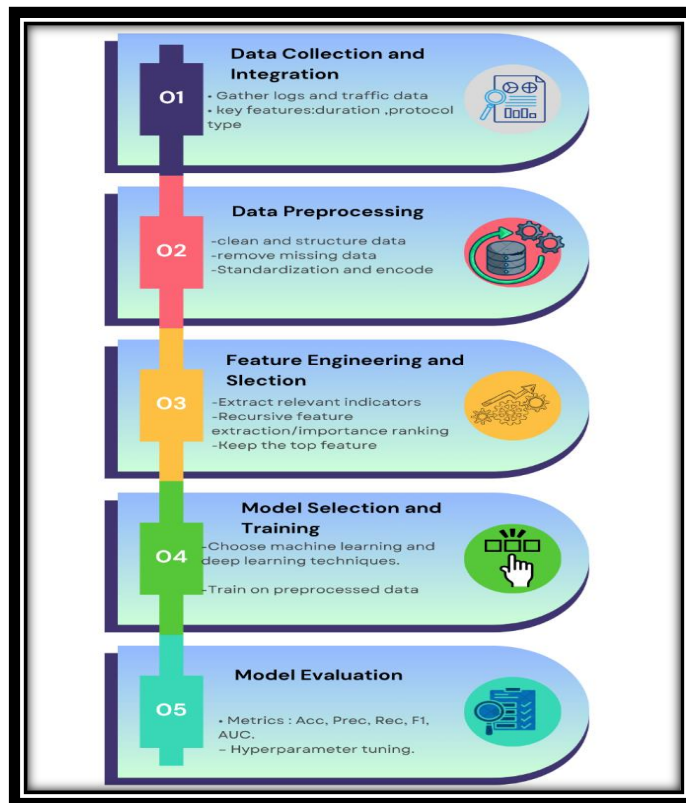 Data Collection and
Integration
01
• Gather logs and traffic data
• key features:duration ,protocol
type
Data Preprocessing
02
-clean and structure data
-remove missing data
-Standardization and encode
Feature Engineering and
Slection
03
-Extract relevant indicators
-Recursive feature
extraction/importance ranking
-Keep the top feature
Model Selection and
Training
04
-Choose machine learning and
deep learning techniques.
-Train on preprocessed data
Model Evaluation
05
• Metrics : Acc, Prec, Rec, F1,
AUC.
– Hyperparameter tuning.